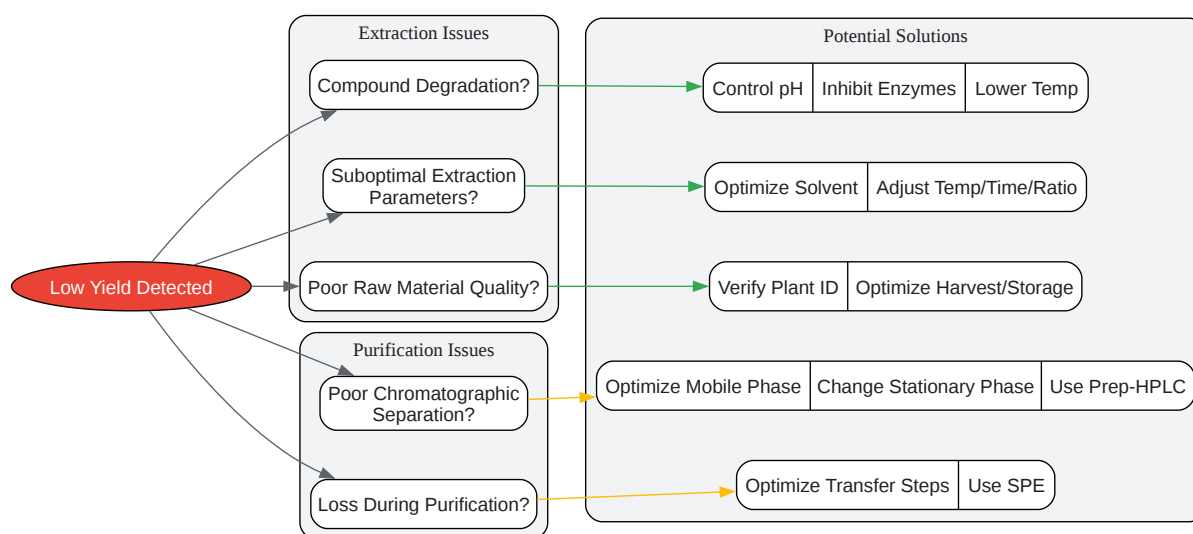 Low Yield Detected
Extraction Issues
Compound Degradation?
Suboptimal Extraction
Parameters?
Poor Raw Material Quality?
Purification Issues
Poor Chromatographic
Separation?
Loss During Purification?
Potential Solutions
Control pH Inhibit Enzymes Lower Temp
Optimize Solvent Adjust Temp/Time/Ratio
Verify Plant ID Optimize Harvest/Storage
Optimize Mobile Phase Change Stationary Phase Use Prep-HPLC
Optimize Transfer Steps Use SPE